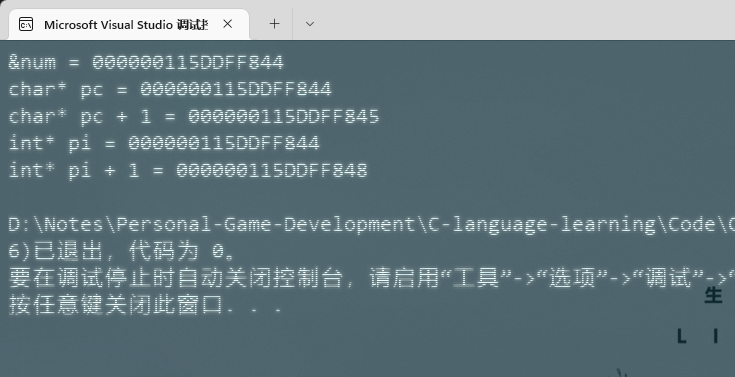 Microsoft Visual Studio 调试
&num = 000000115DDFF844
char* pc = 000000115DDFF844
char* pc + 1 = 000000115DDFF845
int* pi = 000000115DDFF844
int* pi + 1 = 000000115DDFF848
D:\Notes\Personal-Game-Development\C-language-learning\Code\
6)已退出，代码为 0。
要在调试停止时自动关闭控制台，请启用“工具”->“选项”->“调试”->“
按任意键关闭此窗口. . .
生
L I